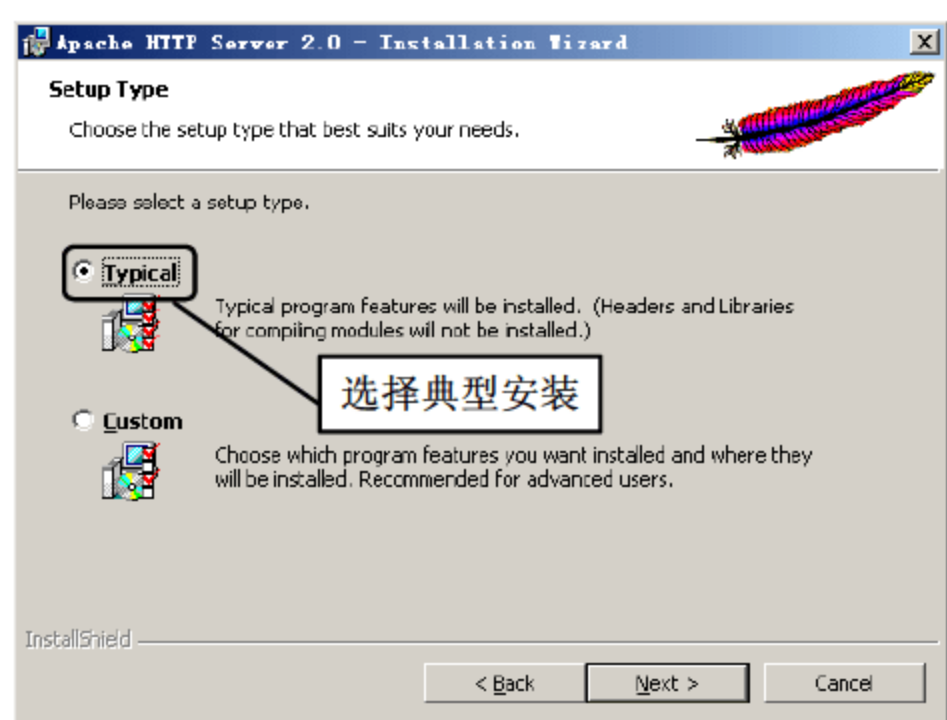 Apache HTTP Server 2.0 - Installation Wizard
Setup Type
Choose the setup type that best suits your needs.
Please select a setup type.
Typical
Typical program features will be installed. (Headers and Libraries
for compiling modules will not be installed.)
选择典型安装
Custom
Choose which program features you want installed and where they
will be installed. Recommended for advanced users.
InstallShield
< Back
Next >
Cancel